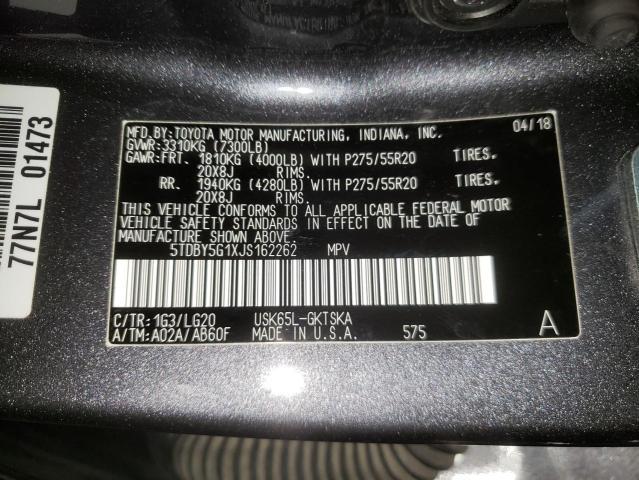 77N7L 01473
MFD.BY:TOYOTA MOTOR MANUFACTURING, INDIANA, INC. 04/18
GVWR:3310KG (7300LB)
GAWR:FRT. 1810KG (4000LB) WITH P275/55R20 TIRES.
20X8J RIMS.
RR. 1940KG (4280LB) WITH P275/55R20 TIRES.
20X8J RIMS.
THIS VEHICLE CONFORMS TO ALL APPLICABLE FEDERAL MOTOR
VEHICLE SAFETY STANDARDS IN EFFECT ON THE DATE OF
MANUFACTURE SHOWN ABOVE.
5TDBY5G1XJS162262 MPV
C/TR:1G3/LG20 USK65L-GKTSKA
A/TM:A02A/AB60F MADE IN U.S.A. 575 A